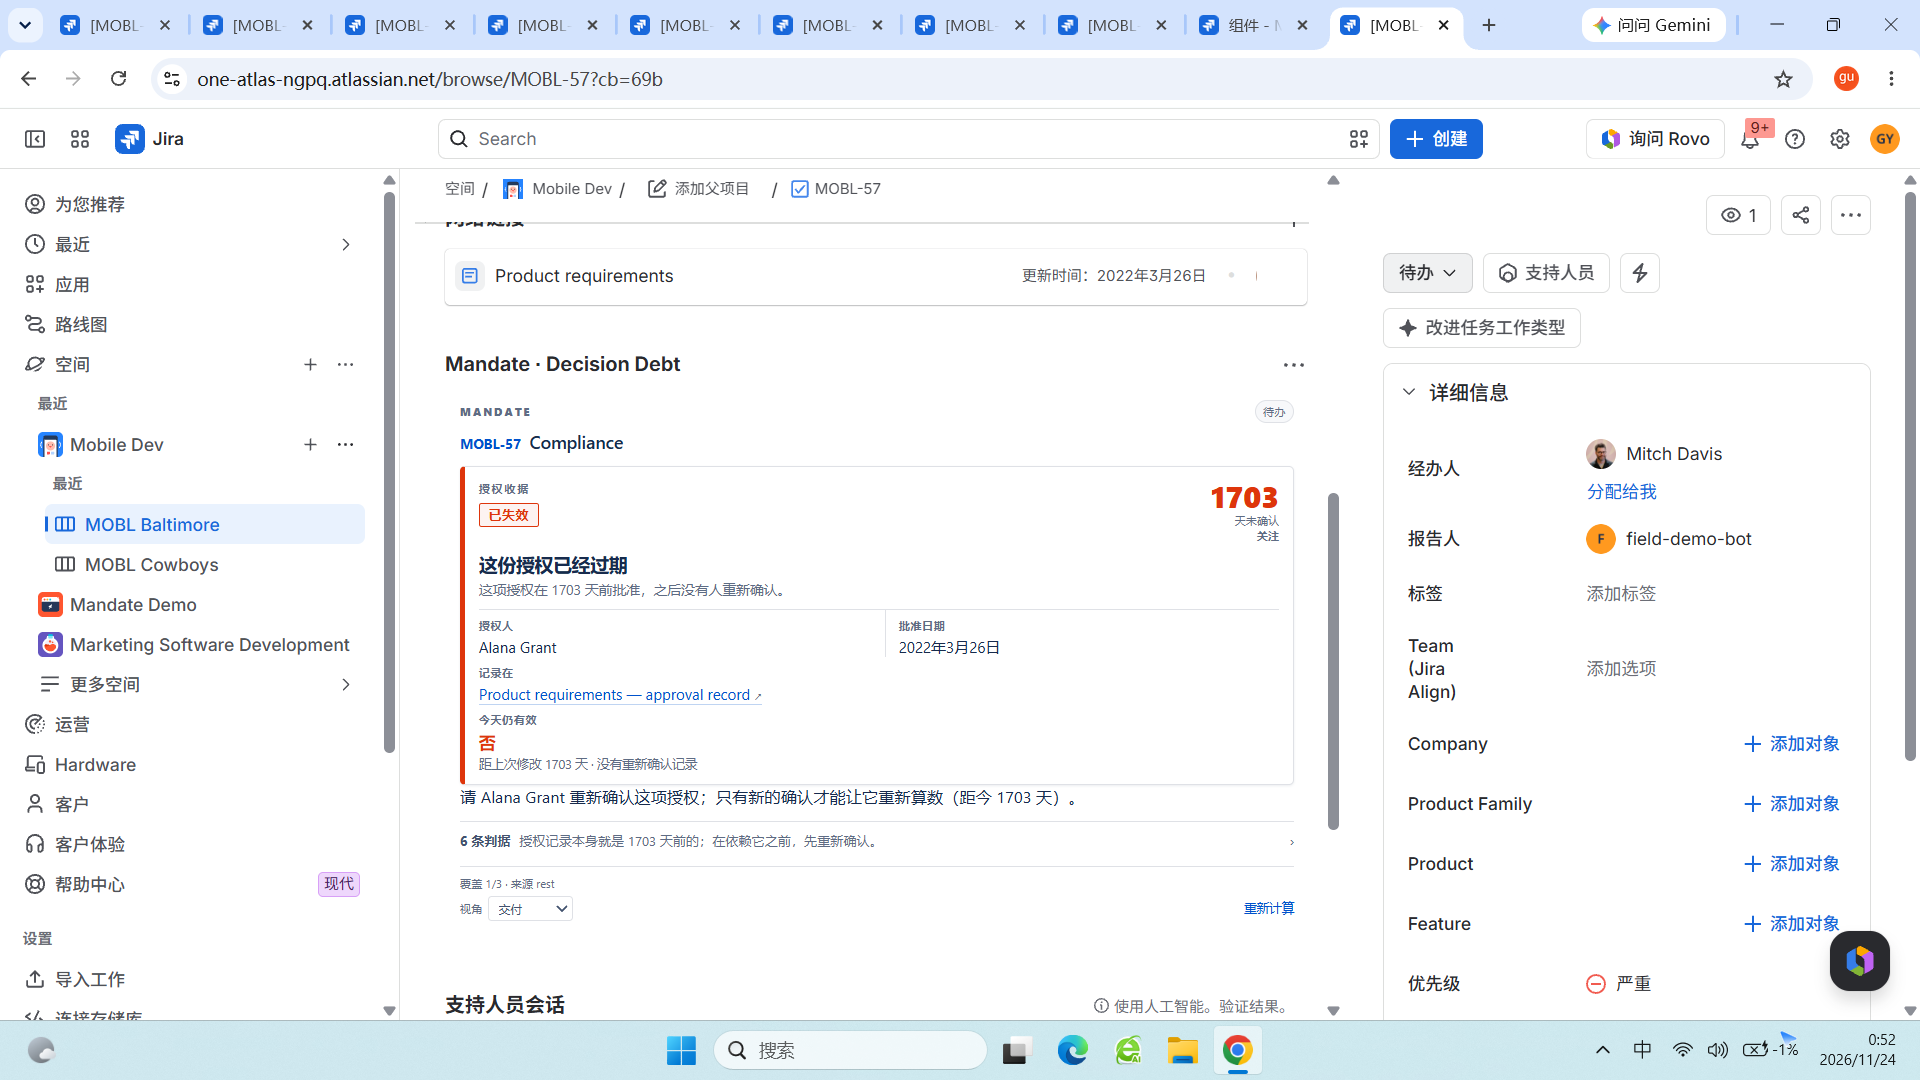 [MOBL-
[MOBL-
[MOBL-
[MOBL-
[MOBL-
[MOBL-
[MOBL-
[MOBL-
组件 - M
[MOBL-
问问 Gemini
one-atlas-ngpq.atlassian.net/browse/MOBL-57?cb=69b
gu
Jira
Search
创建
询问 Rovo
9+
GY
为您推荐
最近
应用
路线图
空间
最近
Mobile Dev
最近
MOBL Baltimore
MOBL Cowboys
Mandate Demo
Marketing Software Development
更多空间
运营
Hardware
客户
客户体验
帮助中心
现代
设置
导入工作
连接存储库
空间 / Mobile Dev / 添加父项目 / MOBL-57
网络链接
Product requirements
更新时间：2022年3月26日
Mandate · Decision Debt
MANDATE
待办
MOBL-57 Compliance
授权收据
已失效
1703
天未确认
关注
这份授权已经过期
这项授权在 1703 天前批准，之后没有人重新确认。
授权人
Alana Grant
批准日期
2022年3月26日
记录在
Product requirements — approval record ↗
今天仍有效
否
距上次修改 1703 天 · 没有重新确认记录
请 Alana Grant 重新确认这项授权；只有新的确认才能让它重新算数（距今 1703 天）。
6 条判据 授权记录本身就是 1703 天前的；在依赖它之前，先重新确认。
覆盖 1/3 · 来源 rest
视角 交付
重新计算
支持人员会话
使用人工智能。验证结果。
1
待办
支持人员
改进任务工作类型
详细信息
经办人
Mitch Davis
分配给我
报告人
F
field-demo-bot
标签
添加标签
Team
(Jira
Align)
添加选项
Company
添加对象
Product Family
添加对象
Product
添加对象
Feature
添加对象
优先级
严重
搜索
中
-1%
0:52
2026/11/24